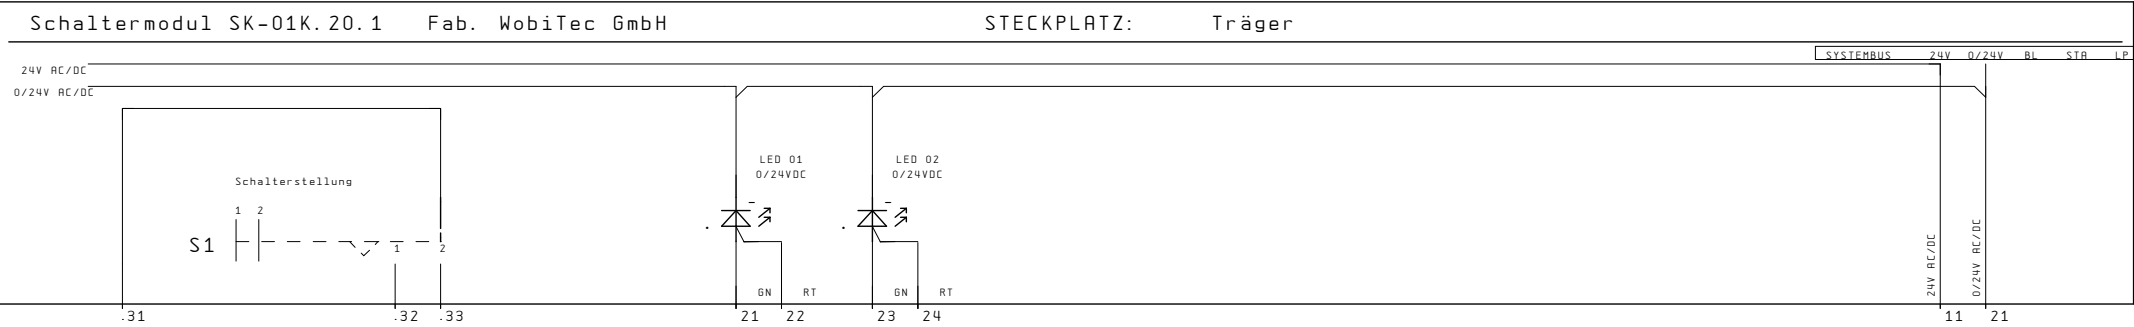 Schaltermodul SK-01K.20.1 Fab. WobiTec GmbH STECKPLATZ: Träger
SYSTEMBUS 24V 0/24V BL STA LP
24V AC/DC
0/24V AC/DC
LED 01 LED 02
0/24VDC 0/24VDC
Schalterstellung
1 2
- -
S1
1 2
24V AC/DC
0/24V AC/DC
GN RT GN RT
.31 .32 .33 21 22 23 24 11 21